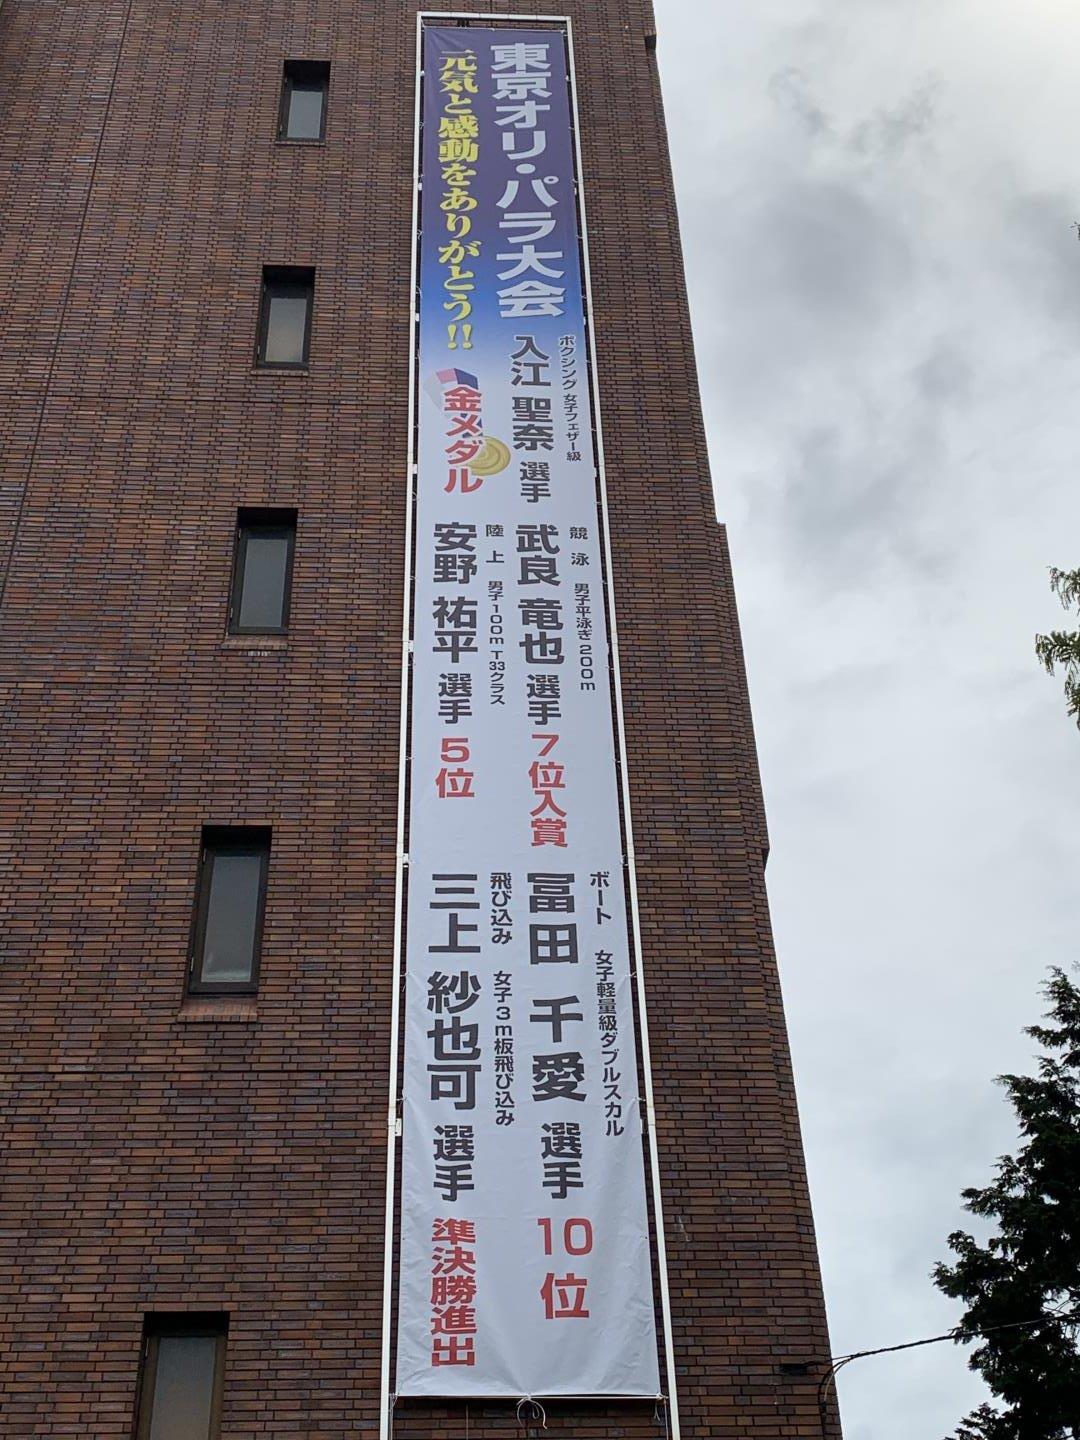 東京オリ・パラ大会
元気と感動をありがとう!!
ボクシング 女子フェザー級
入江 聖奈 選手
金メダル
競泳 男子平泳ぎ200m
武良 竜也 選手 7位入賞
陸上 男子100mT33クラス
安野 祐平 選手 5位
ボート 女子軽量級ダブルスカル
冨田 千愛 選手 10位
飛び込み 女子3m板飛び込み
三上 紗也可 選手 準決勝進出